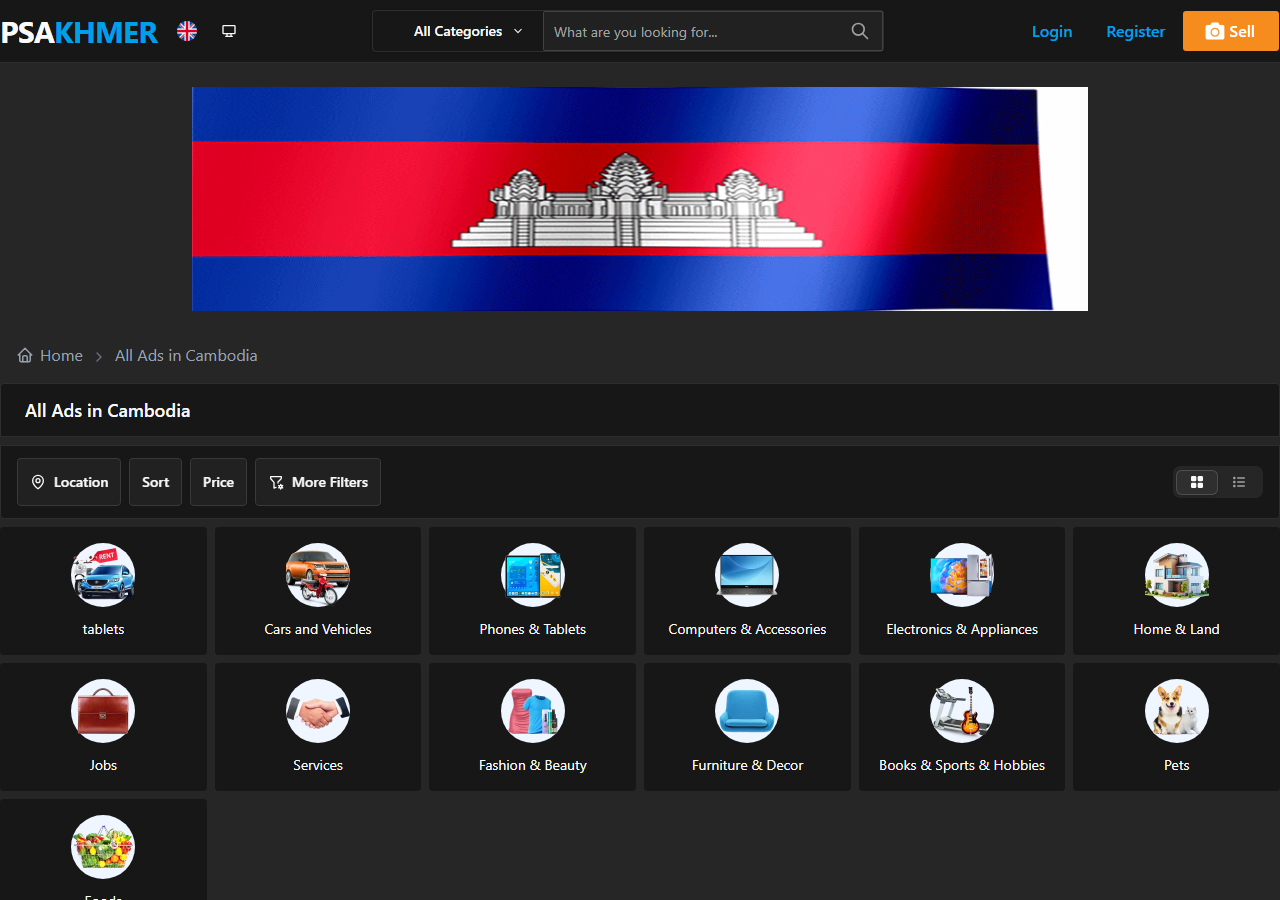 PSAKHMER
All Categories
What are you looking for...
Login
Register
Sell
Home
All Ads in Cambodia
All Ads in Cambodia
Location
Sort
Price
More Filters
RENT
tablets
Cars and Vehicles
Phones & Tablets
Computers & Accessories
Electronics & Appliances
Home & Land
Jobs
Services
Fashion & Beauty
Furniture & Decor
Books & Sports & Hobbies
Pets
Foods